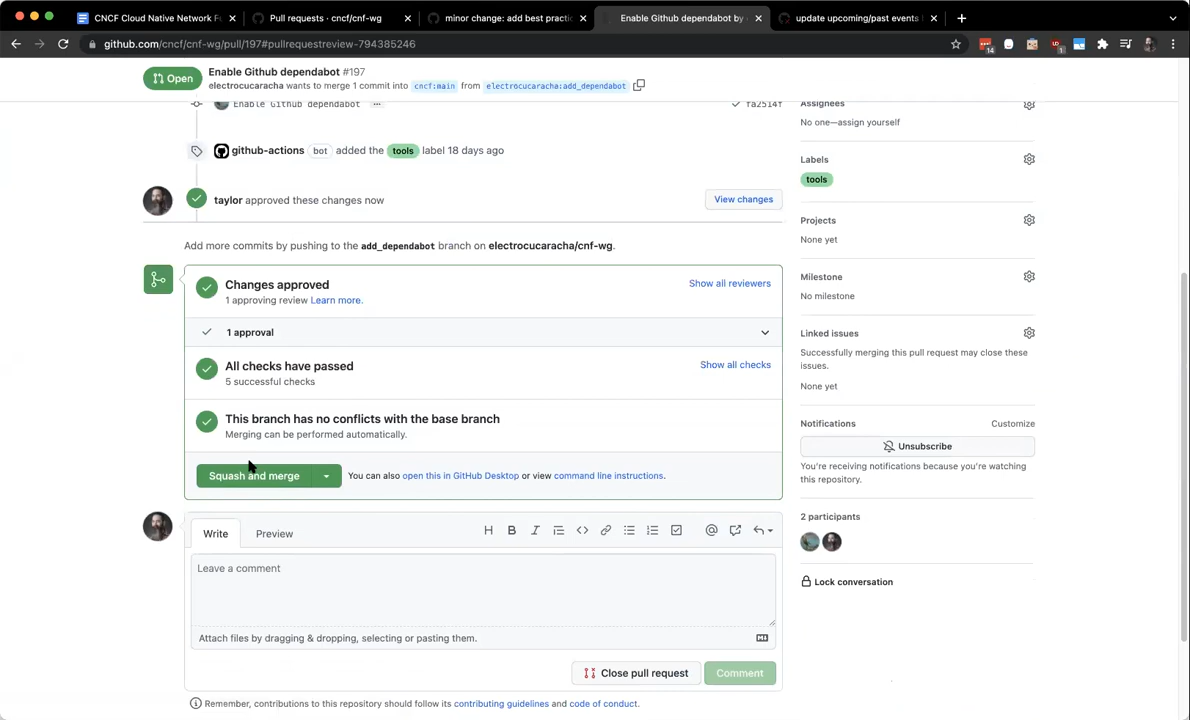 CNCF Cloud Native Network F
Pull requests · cncf/cnf-wg
minor change: add best practic
Enable Github dependabot by
update upcoming/past events
github.com/cncf/cnf-wg/pull/197#pullrequestreview-794385246
14
1
Open
Enable Github dependabot #197
electrocucaracha wants to merge 1 commit into cncf:main from electrocucaracha:add_dependabot
Enable Github dependabot ...
fa2514f
github-actions bot added the tools label 18 days ago
taylor approved these changes now
View changes
Add more commits by pushing to the add_dependabot branch on electrocucaracha/cnf-wg.
Changes approved
1 approving review Learn more.
Show all reviewers
1 approval
All checks have passed
5 successful checks
Show all checks
This branch has no conflicts with the base branch
Merging can be performed automatically.
Squash and merge
You can also open this in GitHub Desktop or view command line instructions.
Write
Preview
H B I
Leave a comment
Attach files by dragging & dropping, selecting or pasting them.
Close pull request
Comment
Remember, contributions to this repository should follow its contributing guidelines and code of conduct.
Assignees
No one—assign yourself
Labels
tools
Projects
None yet
Milestone
No milestone
Linked issues
Successfully merging this pull request may close these
issues.
None yet
Notifications
Customize
Unsubscribe
You're receiving notifications because you're watching
this repository.
2 participants
Lock conversation